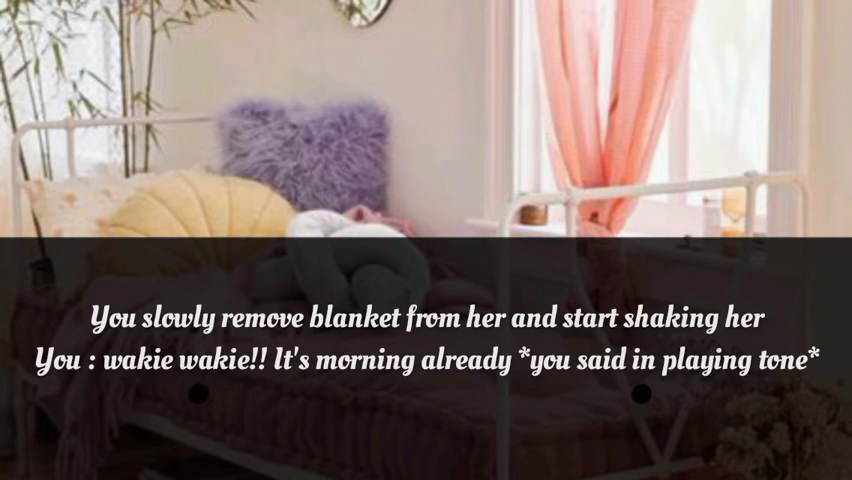 You slowly remove blanket from her and start shaking her
You : wakie wakie!! It's morning already *you said in playing tone*